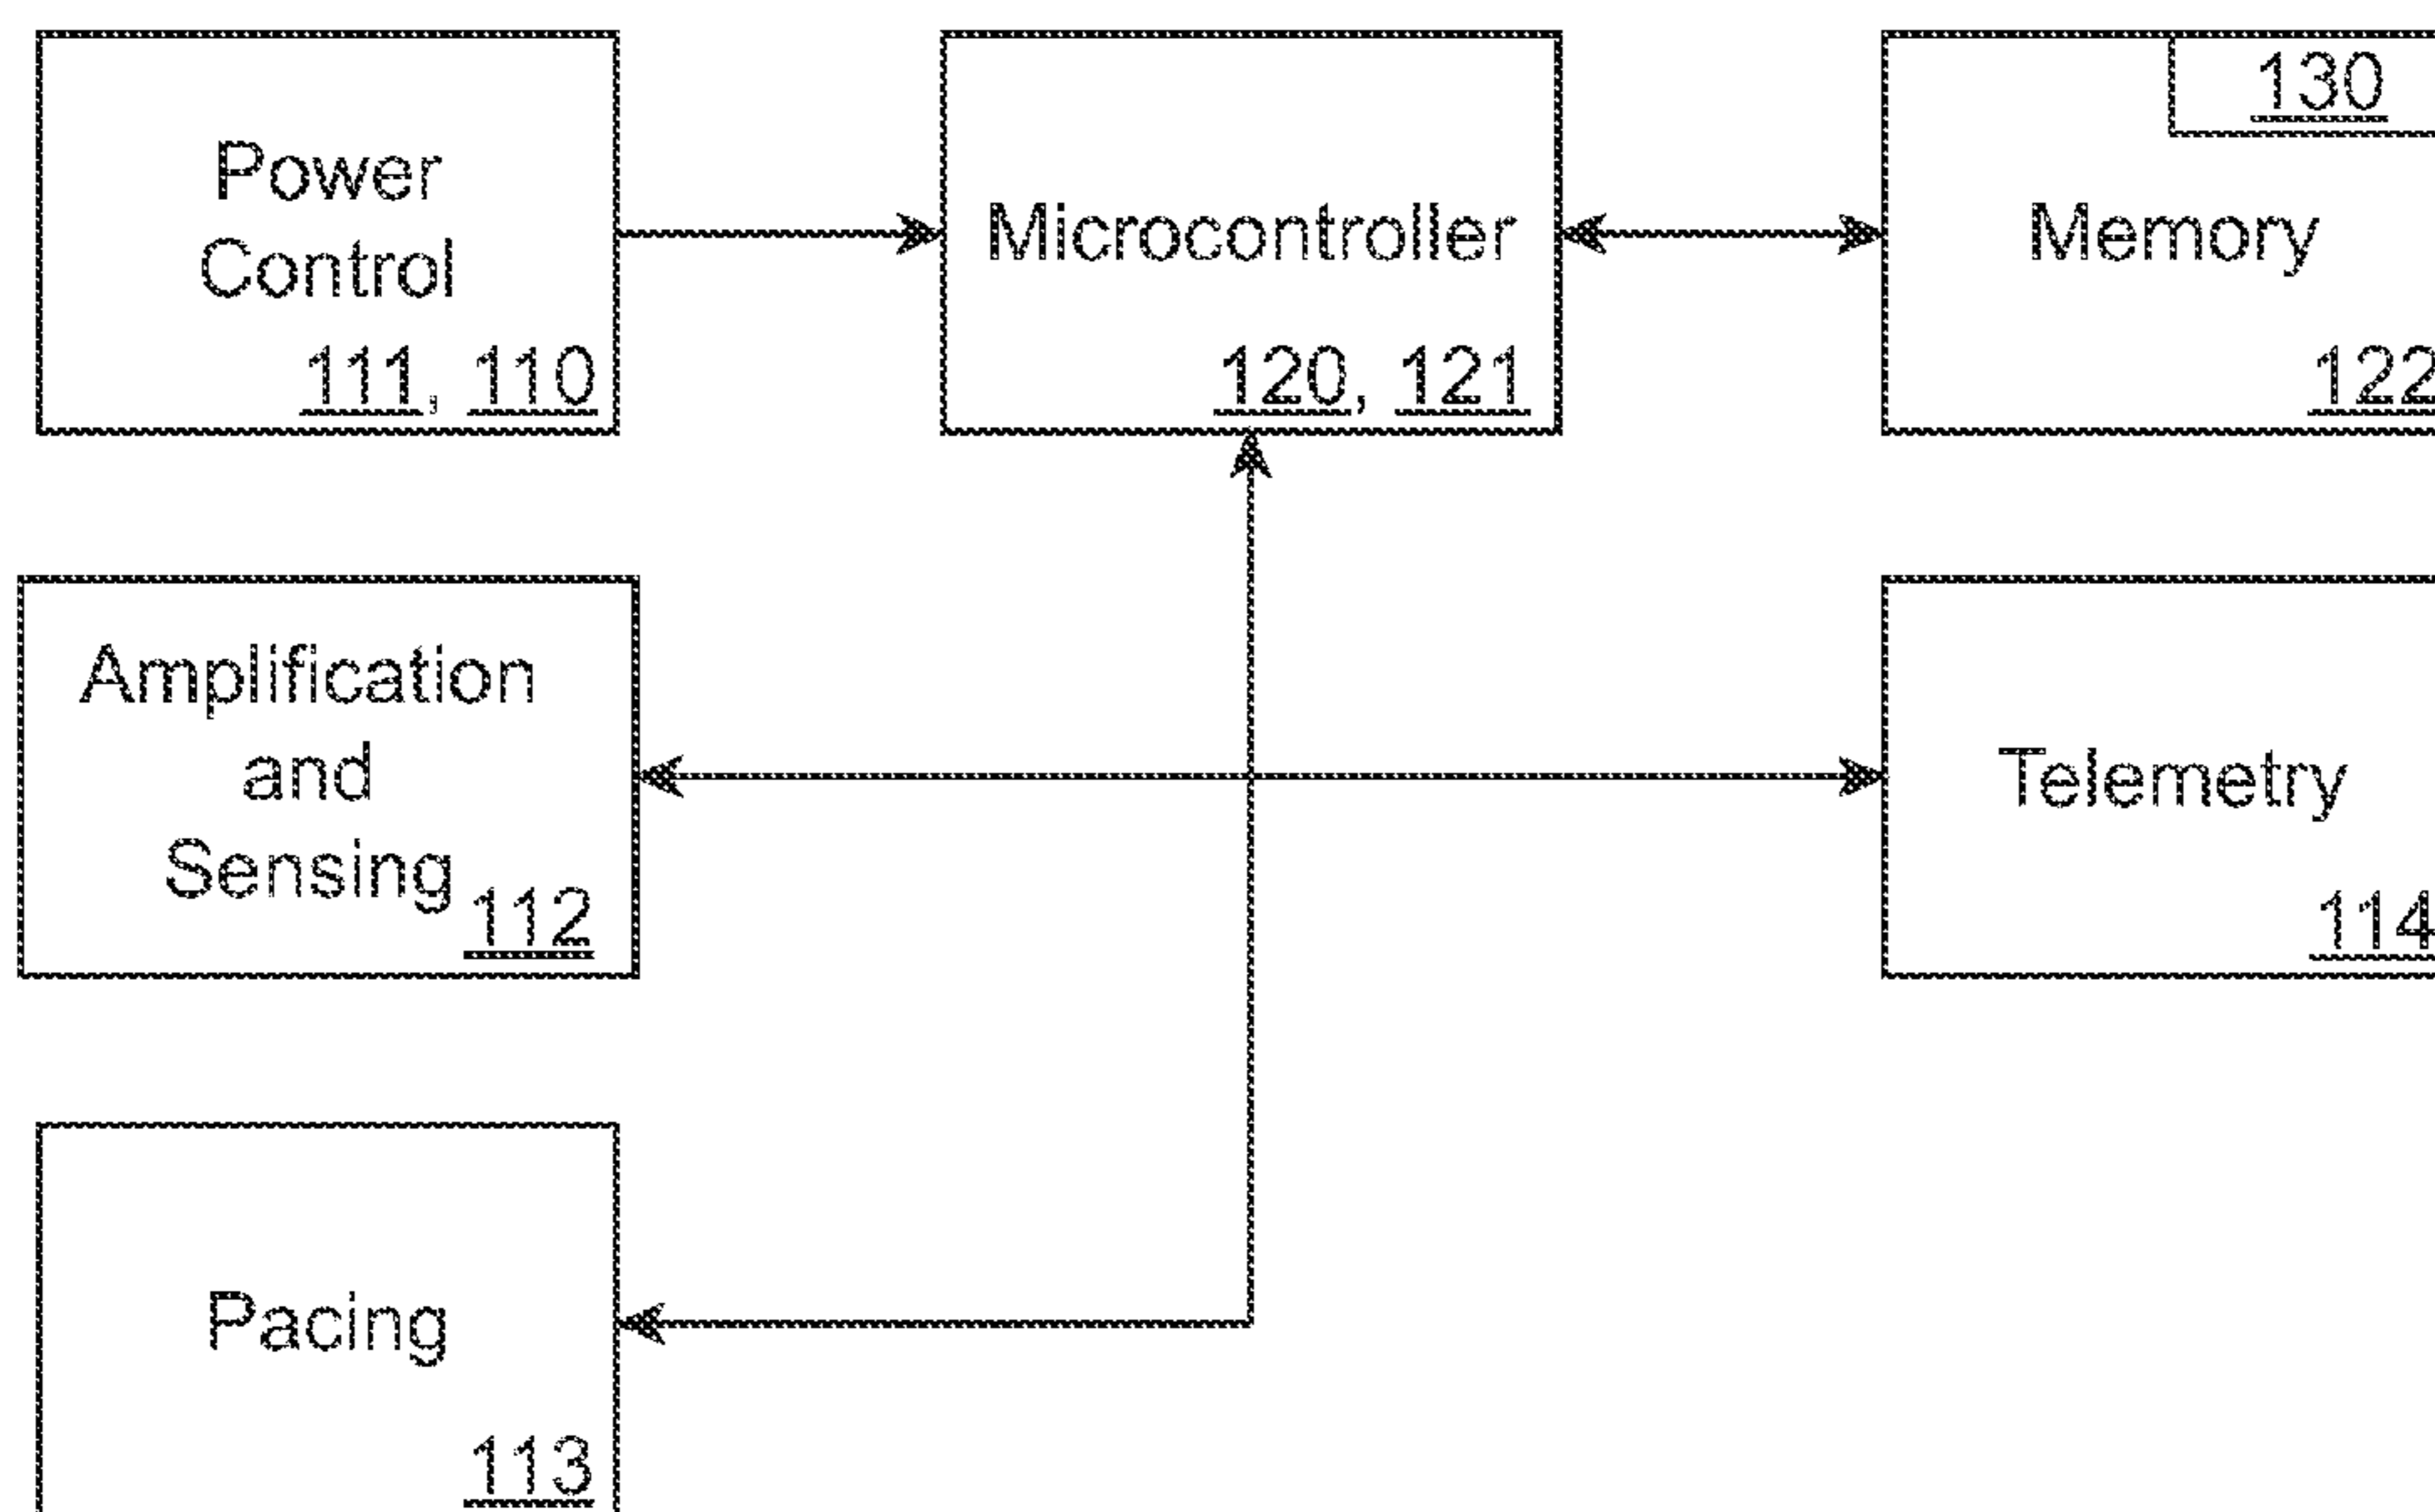 Power
Control
111, 110
Microcontroller
120, 121
130
Memory
122
Amplification
and
Sensing
112
Telemetry
114
Pacing
113